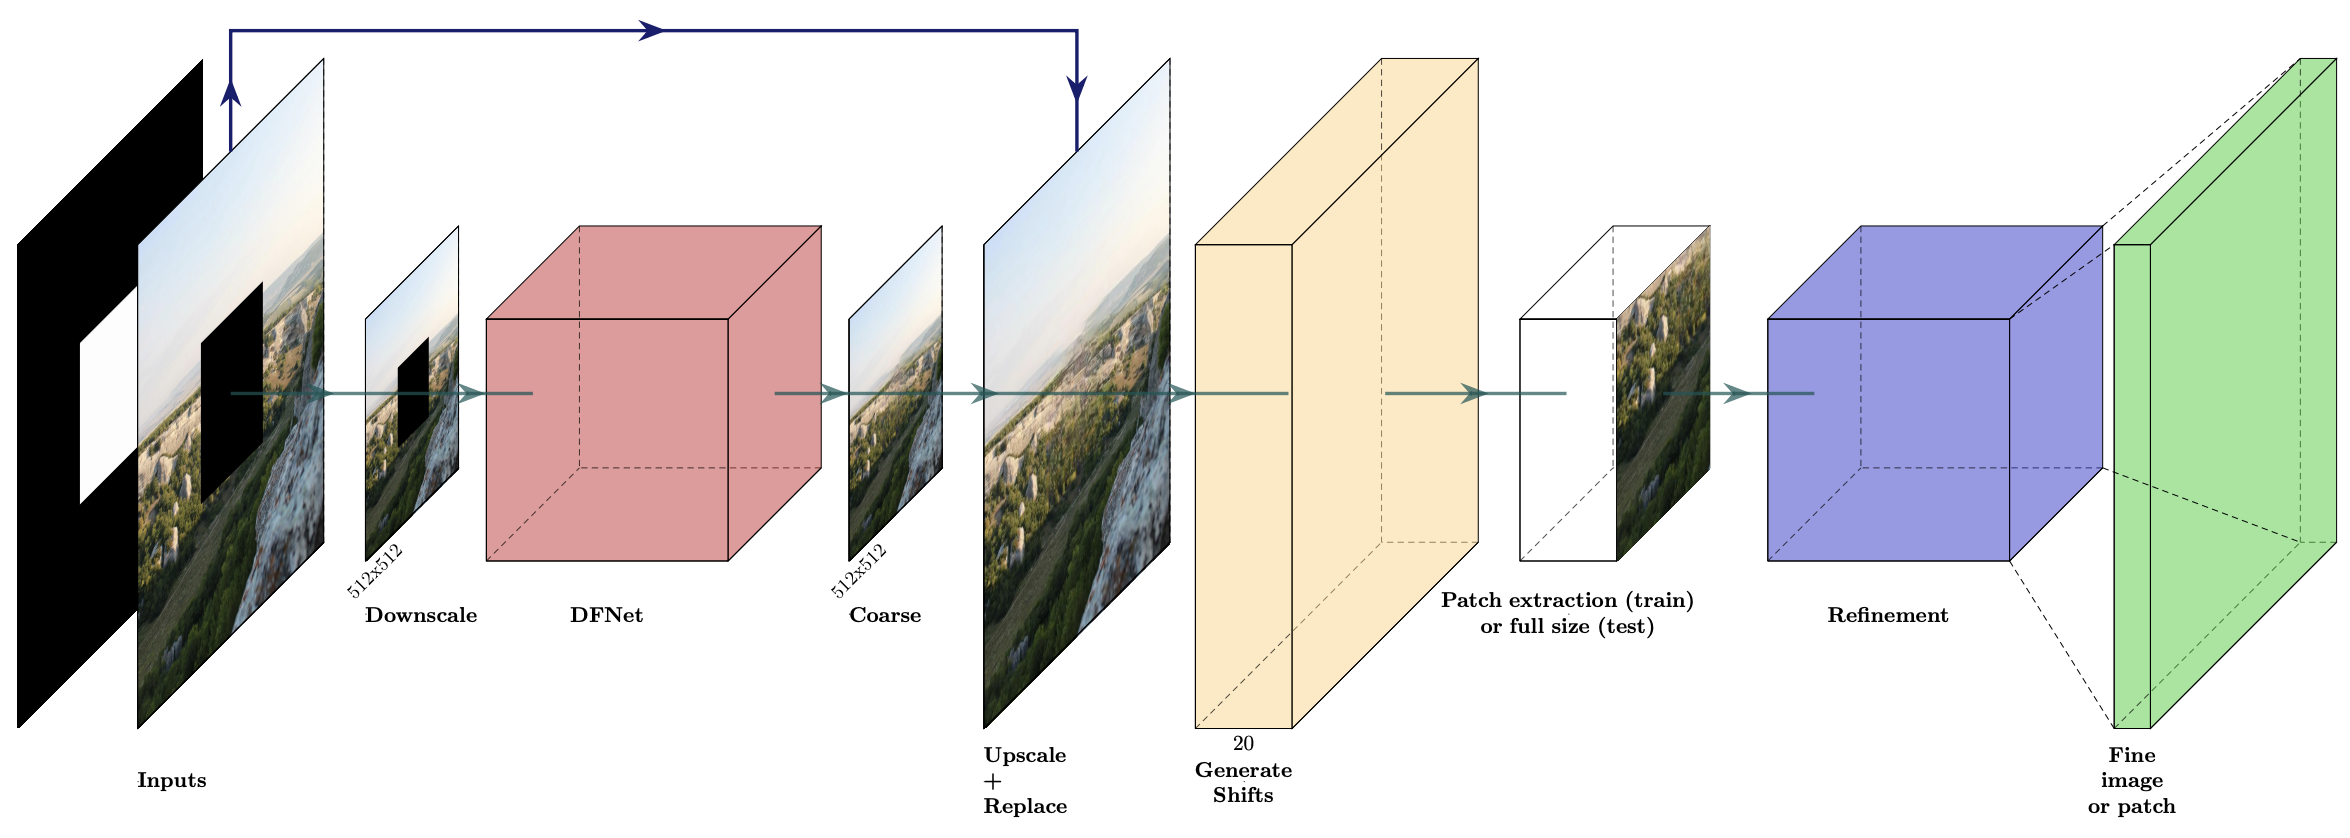 Inputs
512x512
Downscale
DFNet
512x512
Coarse
Upscale
+
Replace
20
Generate
Shifts
Patch extraction (train)
or full size (test)
Refinement
Fine
image
or patch